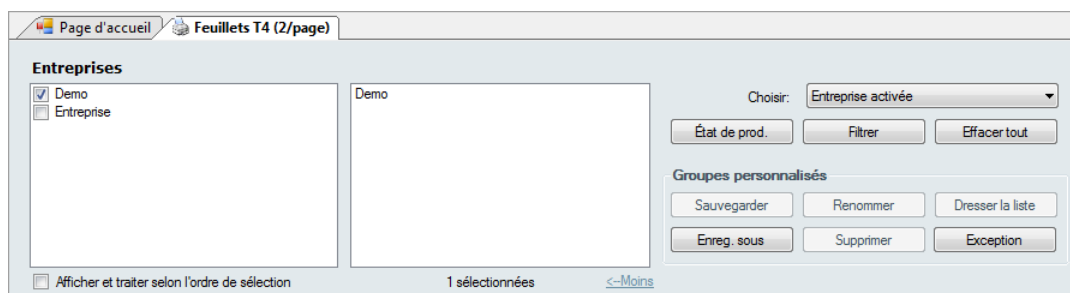 Page d'accueil Feuillets T4 (2/page)
Entreprises
Demo
Entreprise
Demo
Choisir: Entreprise activée
État de prod. Filtrer Effacer tout
Groupes personnalisés
Sauvegarder Renommer Dresser la liste
Enreg. sous Supprimer Exception
Afficher et traiter selon l'ordre de sélection 1 sélectionnées <--Moins